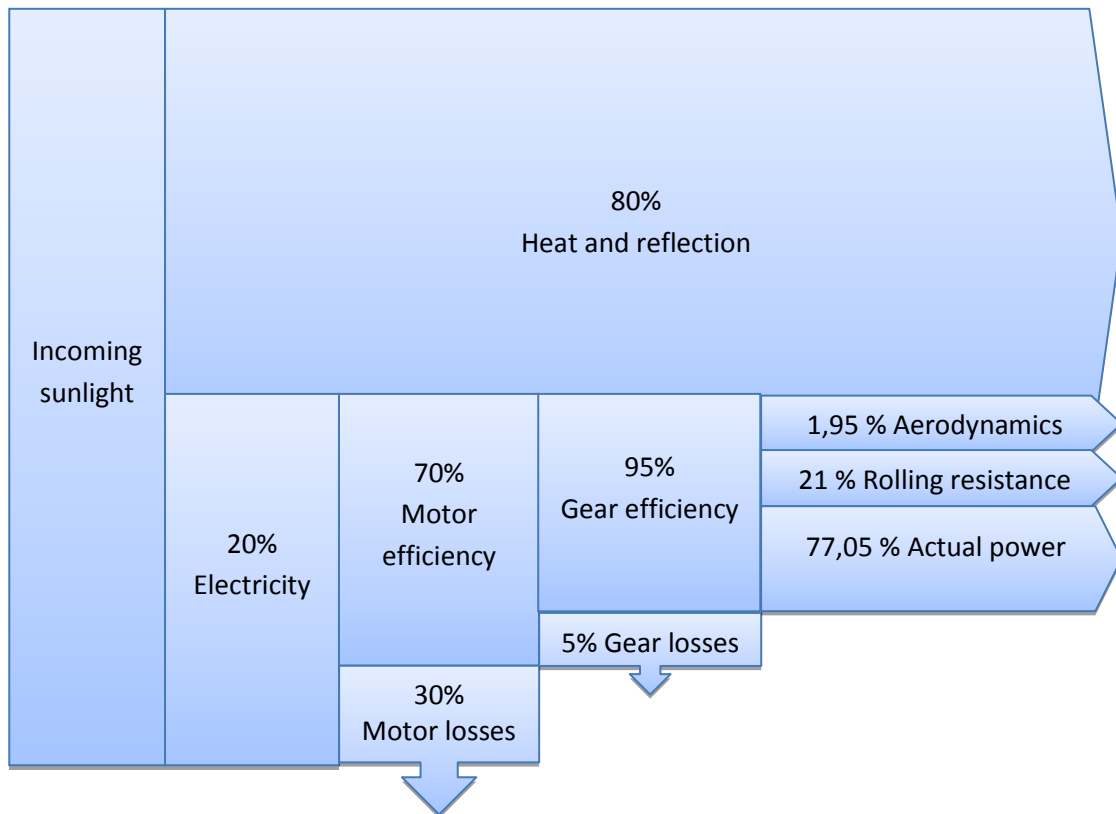 80%
Heat and reflection
Incoming
sunlight
20%
Electricity
70%
Motor
efficiency
30%
Motor losses
95%
Gear efficiency
5% Gear losses
1,95 % Aerodynamics
21 % Rolling resistance
77,05 % Actual power